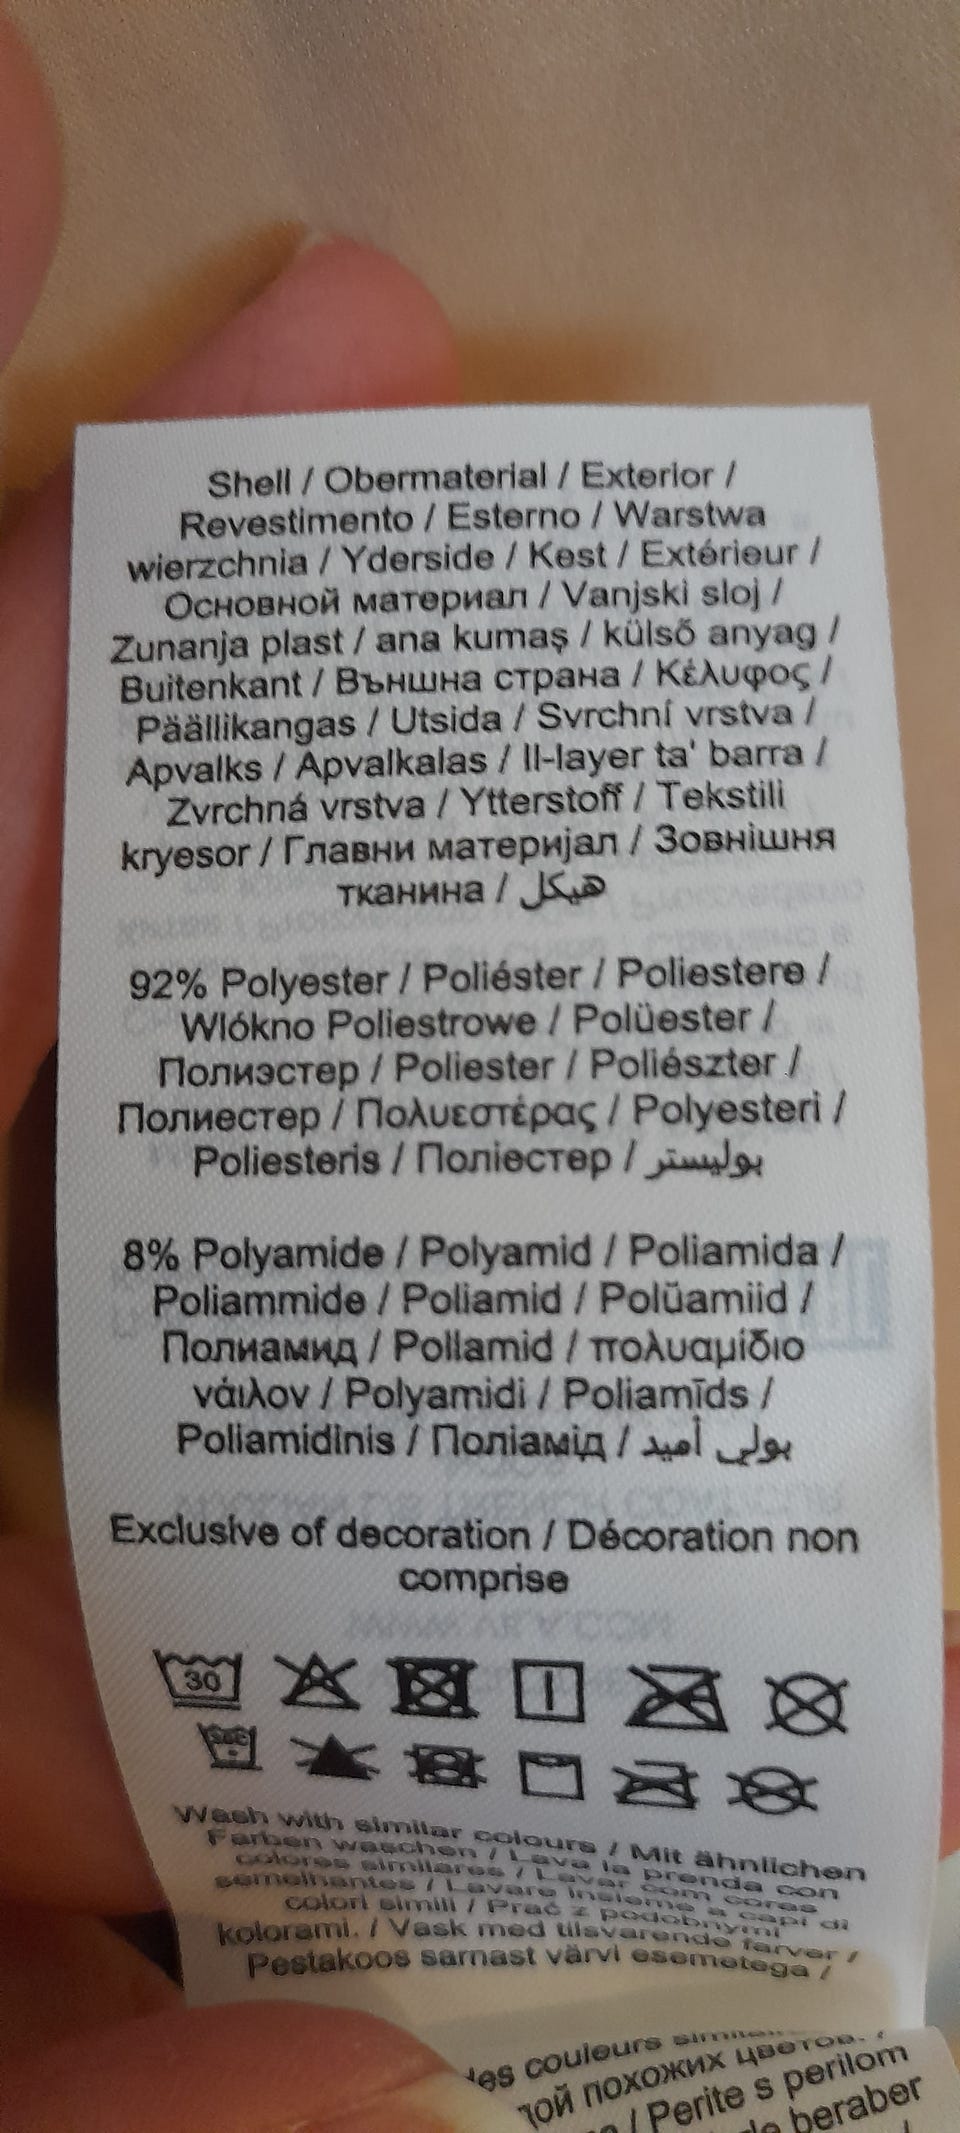 Shell / Obermaterial / Exterior /
Revestimento / Esterno / Warstwa
wierzchnia / Yderside / Kest / Extérieur /
Основной материал / Vanjski sloj /
Zunanja plast / ana kumaş / külső anyag /
Buitenkant / Външна страна / Κέλυφος /
Päällikangas / Utsida / Svrchní vrstva /
Apvalks / Apvalkalas / Il-layer ta' barra /
Zvrchná vrstva / Ytterstoff / Tekstili
kryesor / Главни материјал / Зовнішня
тканина / هيكل
92% Polyester / Poliéster / Poliestere /
Wlókno Poliestrowe / Polüester /
Полиэстер / Poliester / Poliészter /
Полиестер / Πολυεστέρας / Polyesteri /
Poliesteris / Поліестер / بوليستر
8% Polyamide / Polyamid / Poliamida /
Poliammide / Poliamid / Polüamiid /
Полиамид / Poliamid / πολυαμίδιο
νάιλον / Polyamidi / Poliamīds /
Poliamidinis / Поліамід / بولي أميد
Exclusive of decoration / Décoration non
comprise
30
Wash with similar colours / Mit ähnlichen
Farben waschen / Lava la prenda con
colores similares / Lavar com cores
semelhantes / Lavare insieme a capi di
colori simili / Prać z podobnymi
kolorami. / Vask med tilsvarende farver /
Pestakoos sarnast värvi esemetega /
des couleurs
похожих цветов. /
/ Perite s perilom
beraber